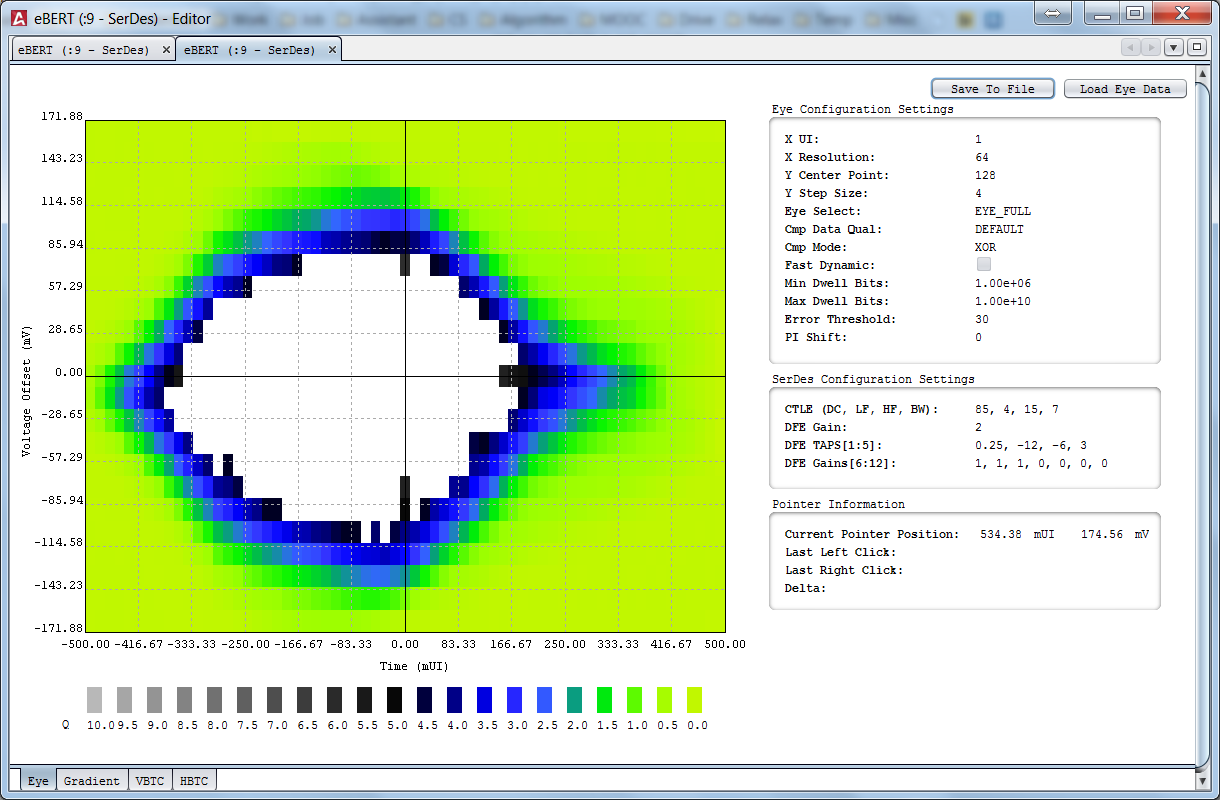 eBERT (:9 - SerDes) - Editor
eBERT (:9 - SerDes) eBERT (:9 - SerDes)
Save To File Load Eye Data
Eye Configuration Settings
X UI: 1
X Resolution: 64
Y Center Point: 128
Y Step Size: 4
Eye Select: EYE_FULL
Cmp Data Qual: DEFAULT
Cmp Mode: XOR
Fast Dynamic:
Min Dwell Bits: 1.00e+06
Max Dwell Bits: 1.00e+10
Error Threshold: 30
PI Shift: 0
SerDes Configuration Settings
CTLE (DC, LF, HF, BW): 85, 4, 15, 7
DFE Gain: 2
DFE TAPS[1:5]: 0.25, -12, -6, 3
DFE Gains[6:12]: 1, 1, 1, 0, 0, 0, 0
Pointer Information
Current Pointer Position: 534.38 mUI 174.56 mV
Last Left Click:
Last Right Click:
Delta:
171.88
143.23
114.58
85.94
57.29
28.65
0.00
-28.65
-57.29
-85.94
-114.58
-143.23
-171.88
Voltage Offset (mV)
-500.00 -416.67 -333.33 -250.00 -166.67 -83.33 0.00 83.33 166.67 250.00 333.33 416.67 500.00
Time (mUI)
Q 10.0 9.5 9.0 8.5 8.0 7.5 7.0 6.5 6.0 5.5 5.0 4.5 4.0 3.5 3.0 2.5 2.0 1.5 1.0 0.5 0.0
Eye Gradient VBTC HBTC